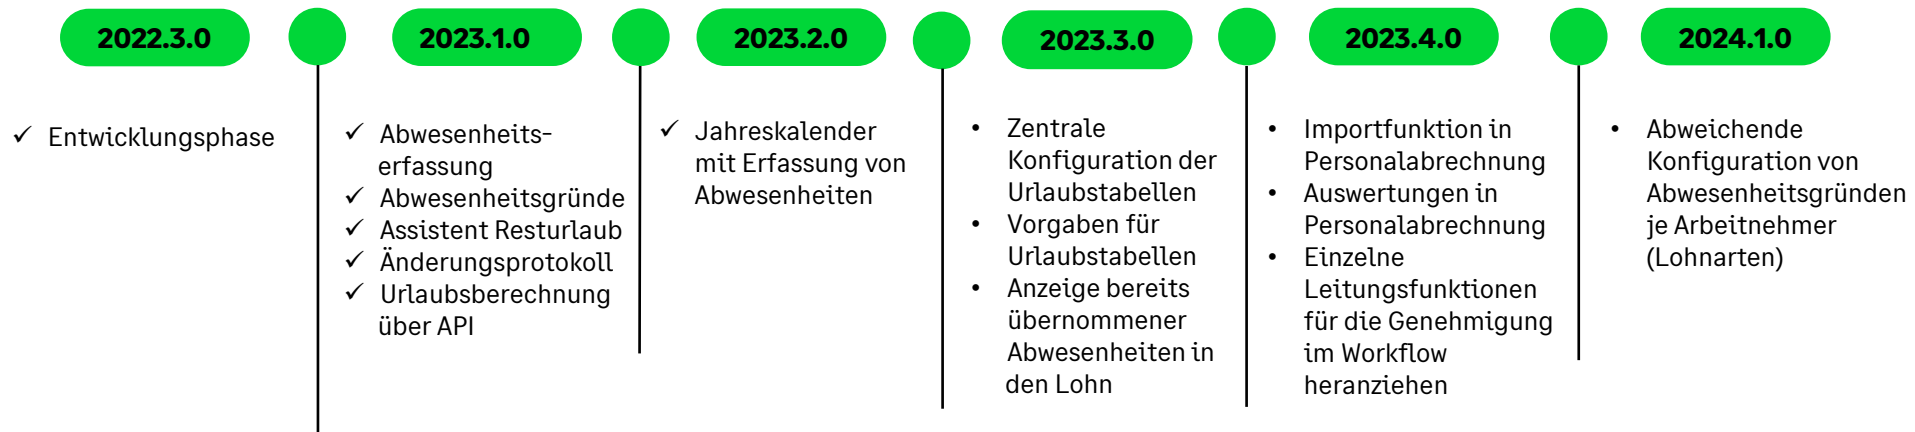 2022.3.0
✓ Entwicklungsphase
2023.1.0
✓ Abwesenheits-
erfassung
✓ Abwesenheitsgründe
✓ Assistent Resturlaub
✓ Änderungsprotokoll
✓ Urlaubsberechnung
über API
2023.2.0
✓ Jahreskalender
mit Erfassung von
Abwesenheiten
2023.3.0
• Zentrale
Konfiguration der
Urlaubstabellen
• Vorgaben für
Urlaubstabellen
• Anzeige bereits
übernommener
Abwesenheiten in
den Lohn
2023.4.0
• Importfunktion in
Personalabrechnung
• Auswertungen in
Personalabrechnung
• Einzelne
Leitungsfunktionen
für die Genehmigung
im Workflow
heranziehen
2024.1.0
• Abweichende
Konfiguration von
Abwesenheitsgründen
je Arbeitnehmer
(Lohnarten)